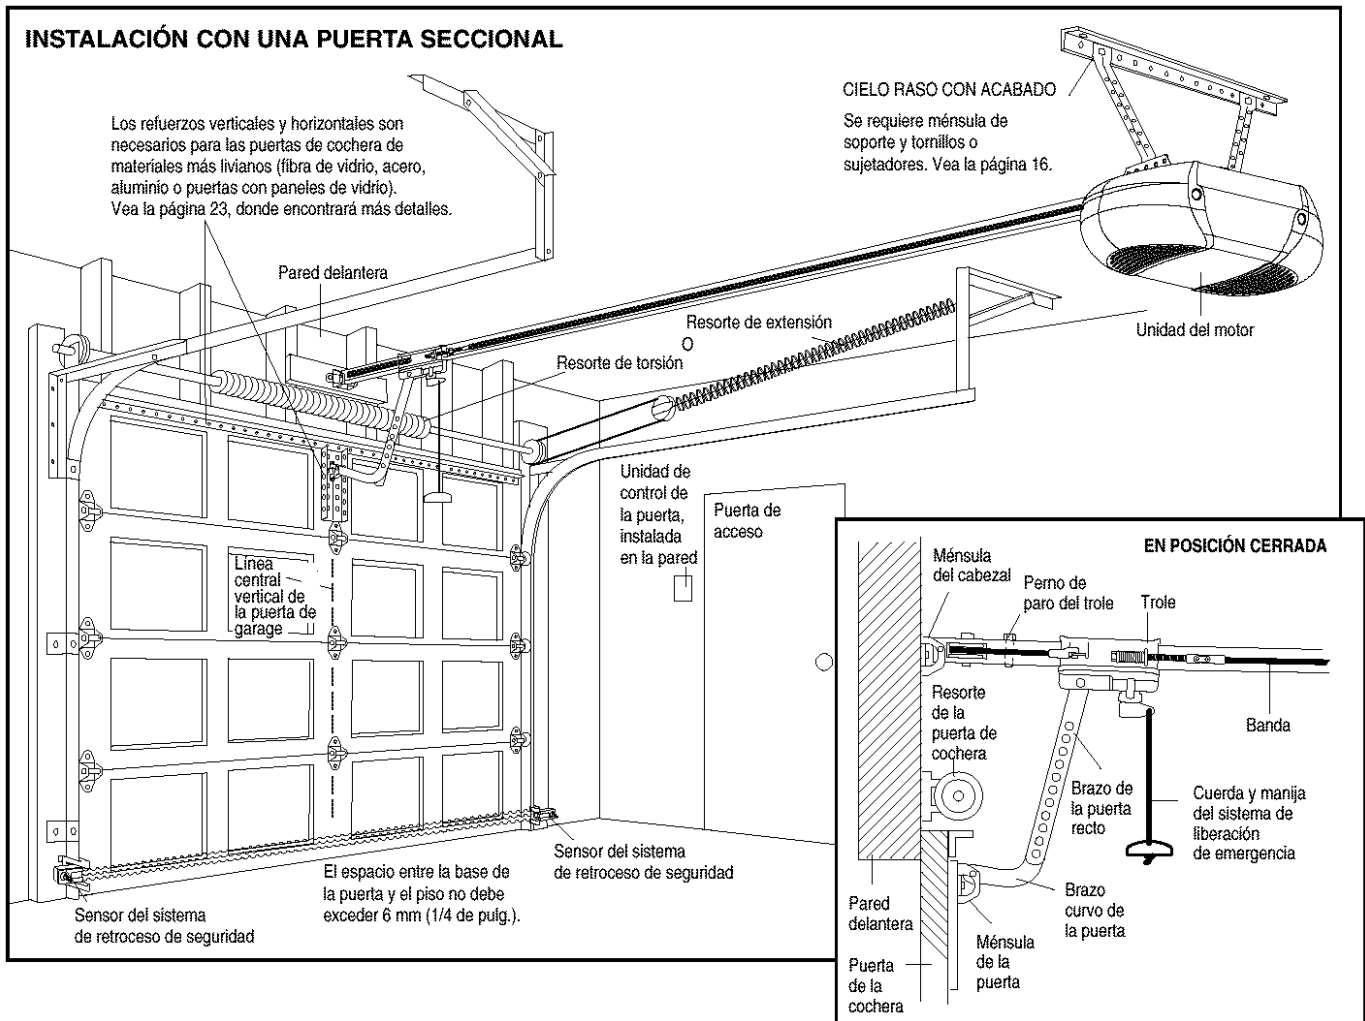 INSTALACIÓN CON UNA PUERTA SECCIONAL
Los refuerzos verticales y horizontales son
necesarios para las puertas de cochera de
materiales más livianos (fibra de vidrio, acero,
aluminio o puertas con paneles de vidrio).
Vea la página 23, donde encontrará más detalles.
CIELO RASO CON ACABADO
Se requiere ménsula de
soporte y tornillos o
sujetadores. Vea la página 16.
Pared delantera
Resorte de extensión
O
Resorte de torsión
Unidad del motor
Unidad de
control de
la puerta,
instalada
en la pared
Puerta de
acceso
Línea
central
vertical de
la puerta de
garage
Sensor del sistema
de retroceso de seguridad
El espacio entre la base de
la puerta y el piso no debe
exceder 6 mm (1/4 de pulg.).
Sensor del sistema
de retroceso de seguridad
EN POSICIÓN CERRADA
Ménsula
del cabezal
Perno de
paro del trole
Trole
Resorte
de la
puerta de
cochera
Banda
Brazo de
la puerta
recto
Cuerda y manija
del sistema de
liberación
de emergencia
Pared
delantera
Brazo
curvo de
la puerta
Ménsula
de la
puerta
Puerta
de la
cochera